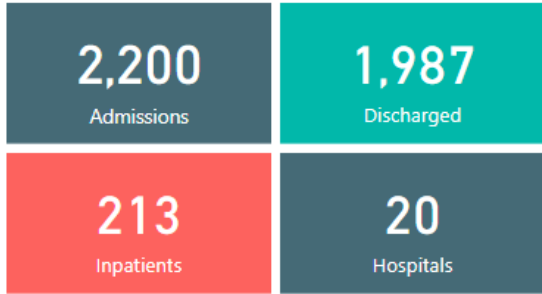 2,200
Admissions
1,987
Discharged
213
Inpatients
20
Hospitals